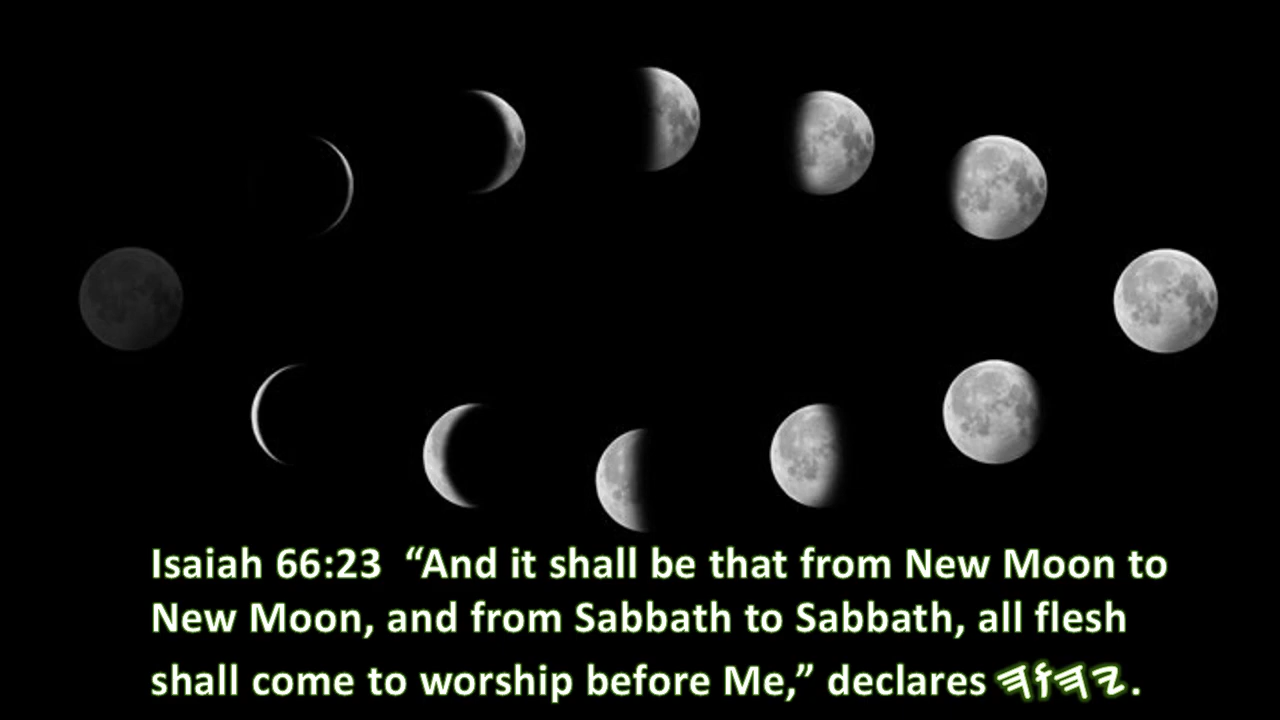 Isaiah 66:23  “And it shall be that from New Moon to
New Moon, and from Sabbath to Sabbath, all flesh
shall come to worship before Me,” declares 𐤉𐤄𐤅𐤄.